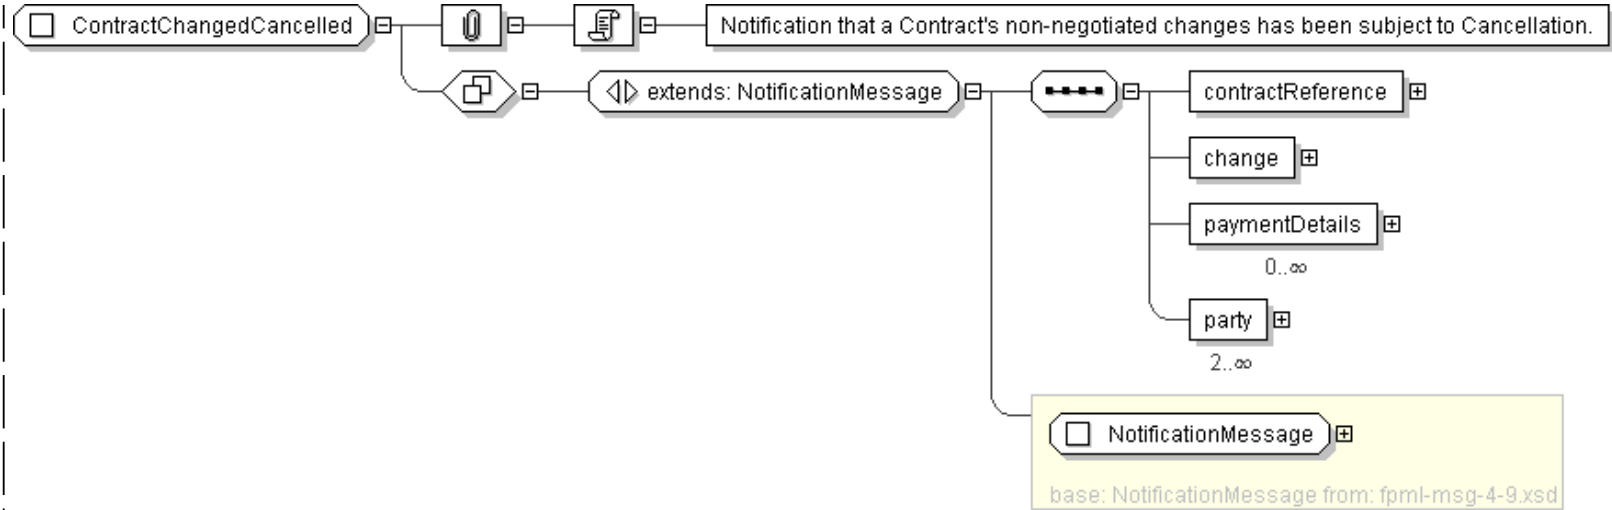 ContractChangedCancelled
Notification that a Contract's non-negotiated changes has been subject to Cancellation.
extends: NotificationMessage
contractReference
change
paymentDetails
0..∞
party
2..∞
NotificationMessage
base: NotificationMessage from: fpml-msg-4-9.xsd